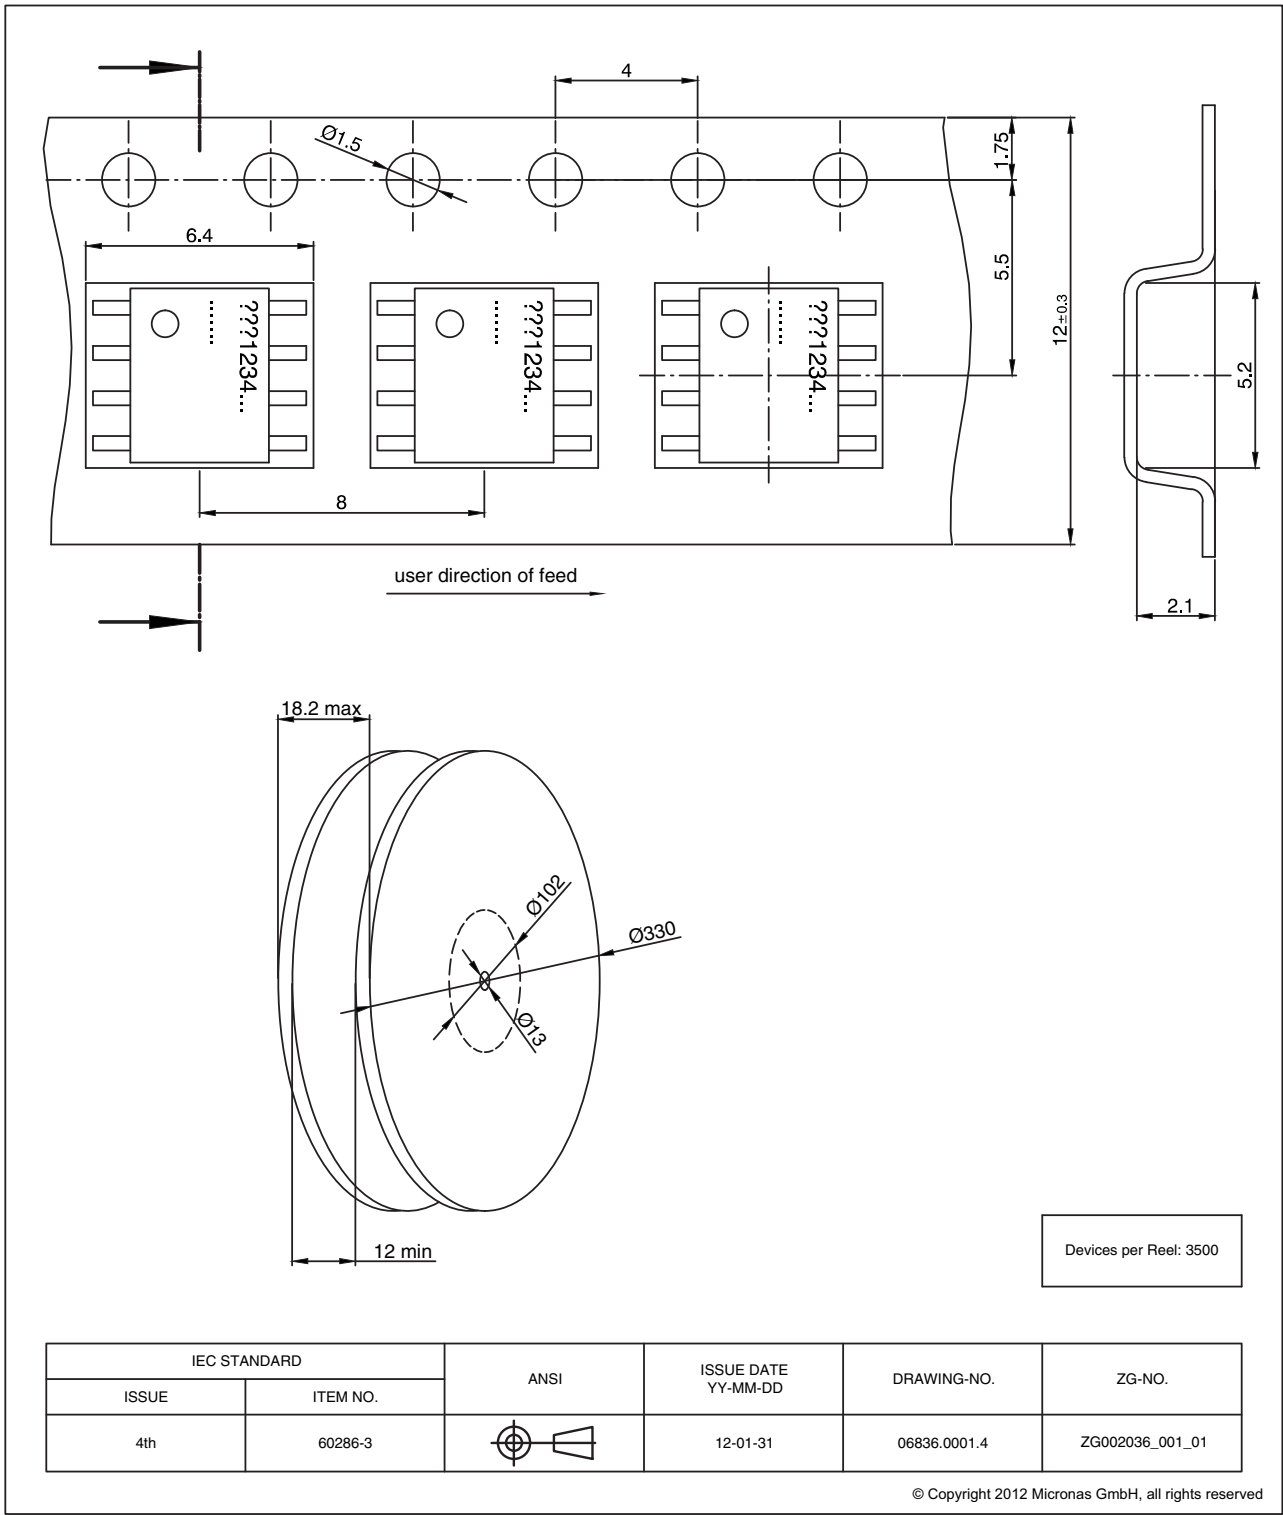 4
Ø1.5
1.75
6.4
5.5
12±0.3
???1234...
......
???1234...
......
???1234...
......
5.2
8
user direction of feed
2.1
18.2 max
Ø102
Ø330
Ø13
12 min
Devices per Reel: 3500
IEC STANDARD
ANSI
ISSUE DATE
YY-MM-DD
DRAWING-NO.
ZG-NO.
ISSUE
ITEM NO.
4th
60286-3
12-01-31
06836.0001.4
ZG002036_001_01
© Copyright 2012 Micronas GmbH, all rights reserved